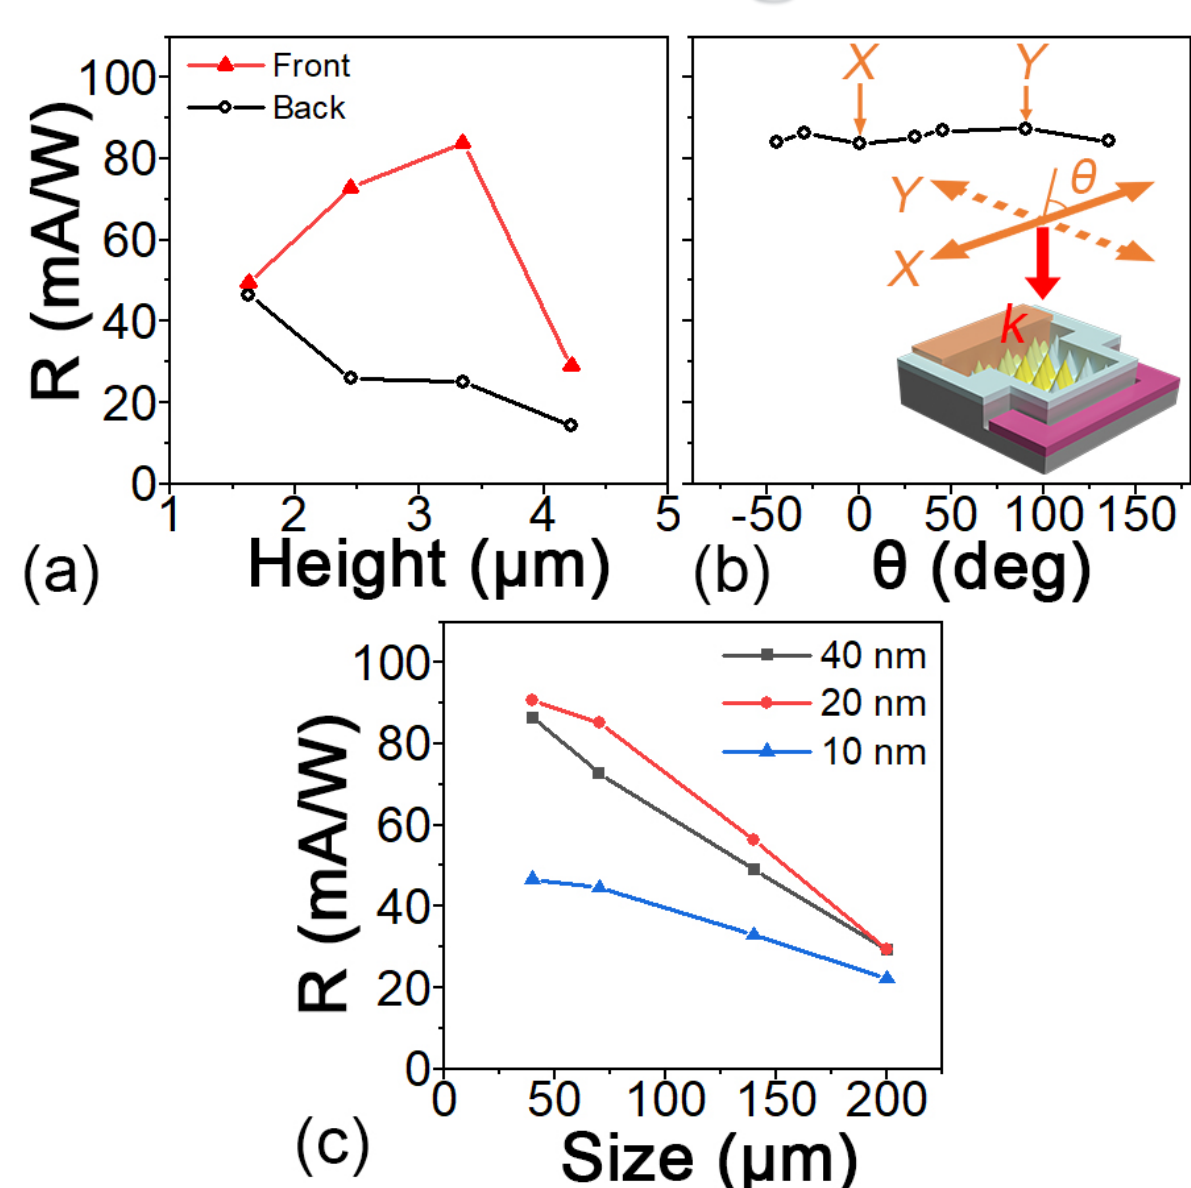 Front
Back
100
80
60
40
20
0
R (mA/W)
1 2 3 4 5
Height (μm)
(a)
X Y
θ
Y
X
k
-50 0 50 100 150
θ (deg)
(b)
40 nm
20 nm
10 nm
100
80
60
40
20
0
R (mA/W)
0 50 100 150 200
Size (μm)
(c)